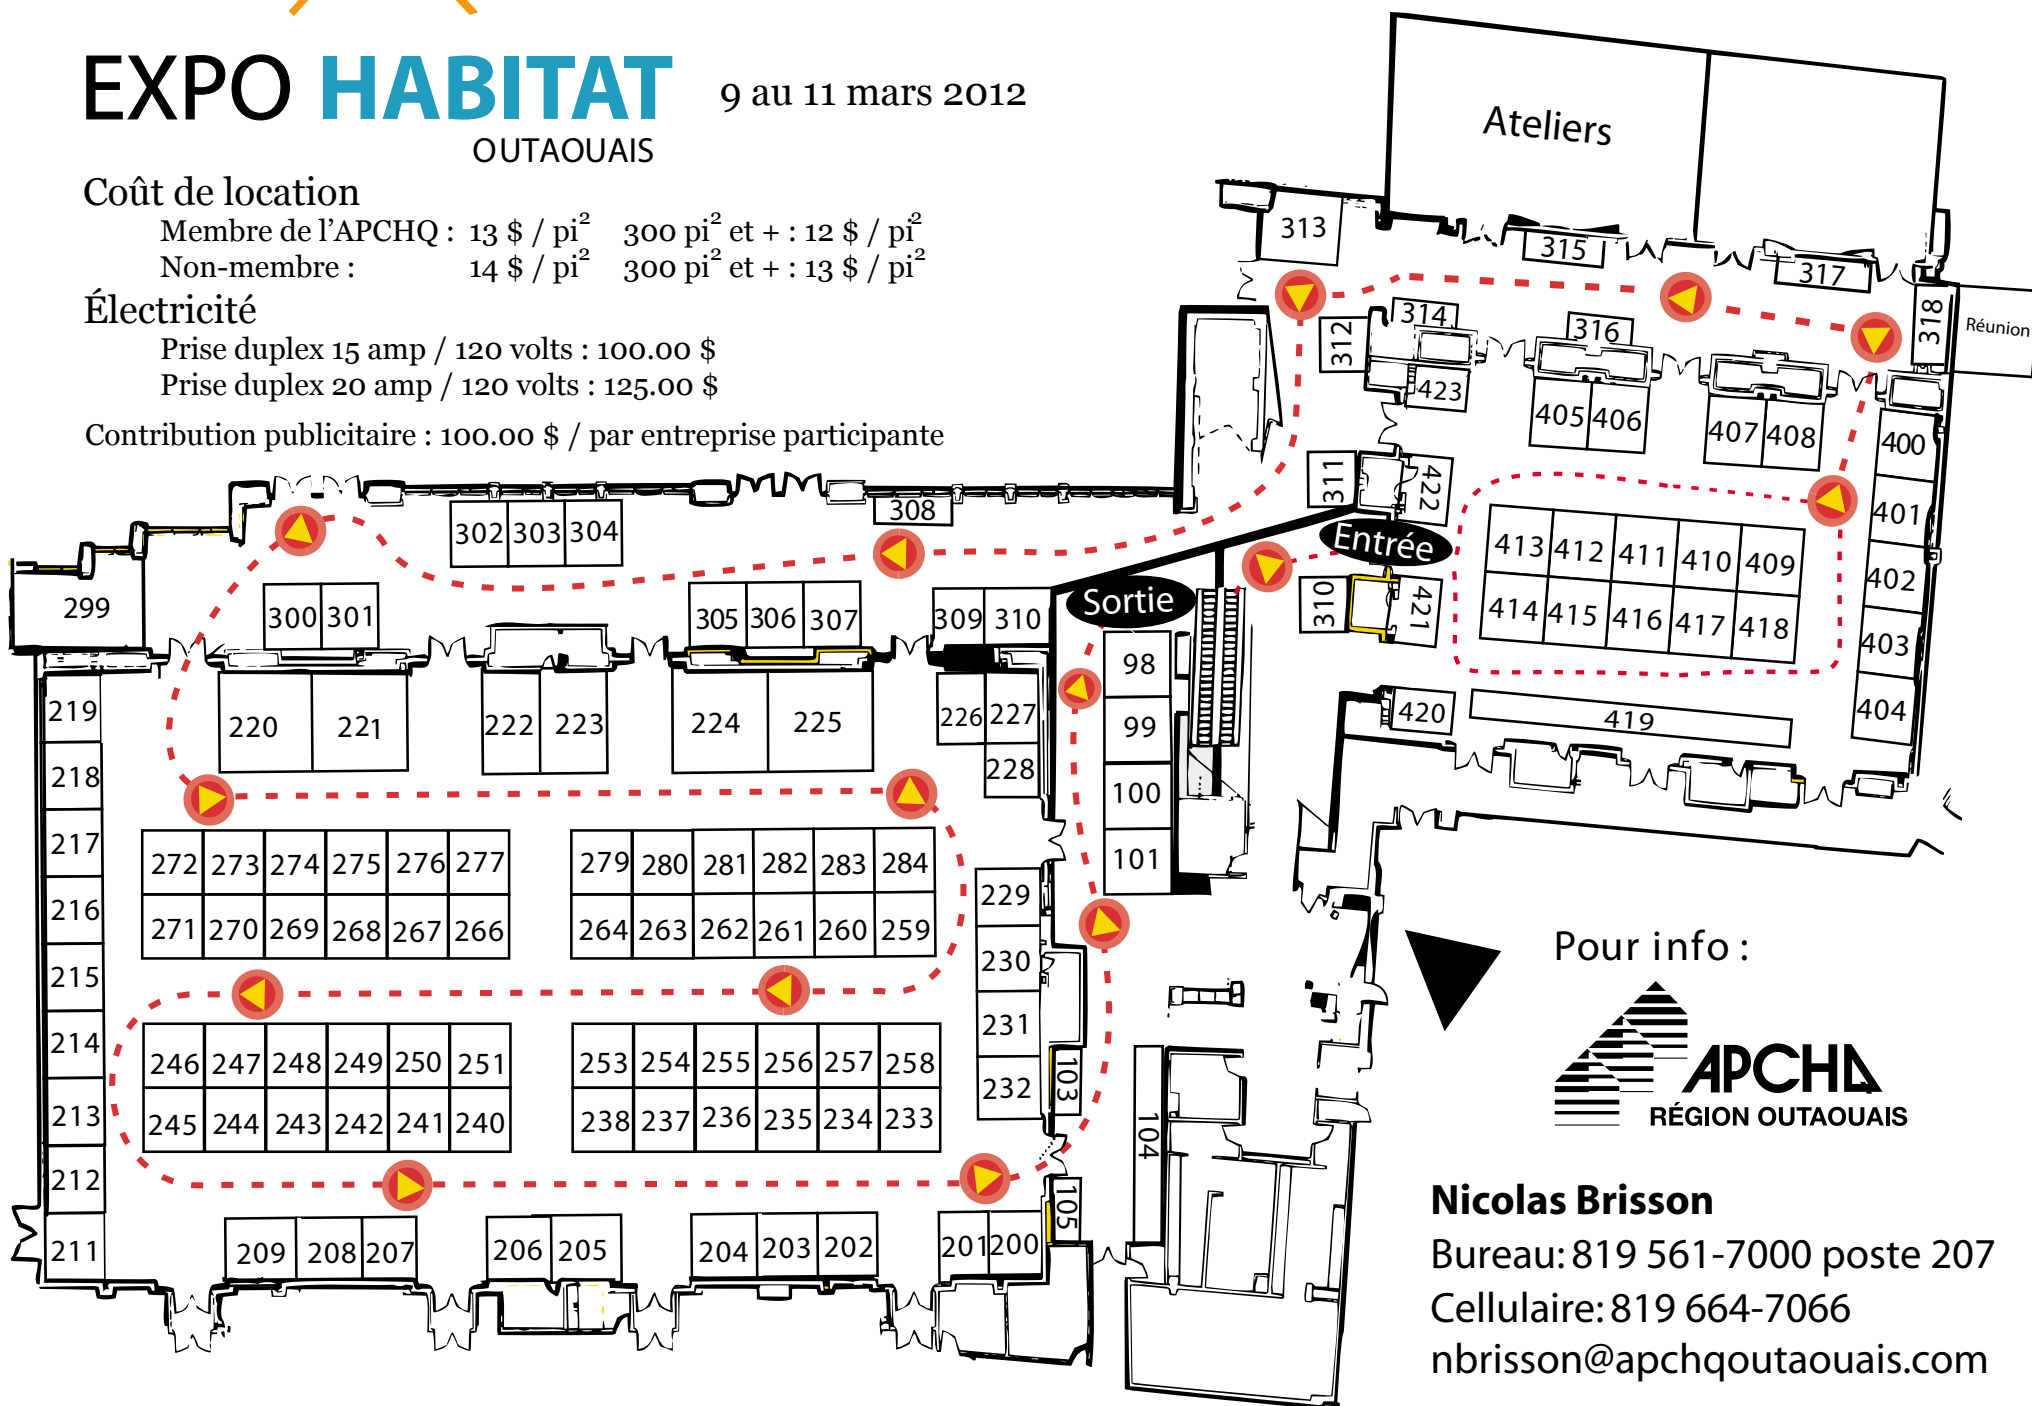 EXPO HABITAT
OUTAOUAIS
9 au 11 mars 2012
Coût de location
Membre de l'APCHQ : 13 $ / pi² 300 pi² et + : 12 $ / pi²
Non-membre : 14 $ / pi² 300 pi² et + : 13 $ / pi²
Électricité
Prise duplex 15 amp / 120 volts : 100.00 $
Prise duplex 20 amp / 120 volts : 125.00 $
Contribution publicitaire : 100.00 $ / par entreprise participante
Ateliers
313
315
317
318
Réunion
312
314
316
423
405 406
407 408
400
401
402
403
404
311
422
Entrée
310
421
413 412 411 410 409
414 415 416 417 418
420
419
302 303 304
308
299
300 301
305 306 307
309 310
Sortie
98
99
100
101
219
218
217
216
215
214
213
212
211
220 221
222 223
224 225
226 227
228
272 273 274 275 276 277
271 270 269 268 267 266
279 280 281 282 283 284
264 263 262 261 260 259
229
230
231
232
246 247 248 249 250 251
245 244 243 242 241 240
253 254 255 256 257 258
238 237 236 235 234 233
103
104
105
209 208 207
206 205
204 203 202
201 200
Pour info :
APCHQ
RÉGION OUTAOUAIS
Nicolas Brisson
Bureau: 819 561-7000 poste 207
Cellulaire: 819 664-7066
nbrisson@apchqoutaouais.com